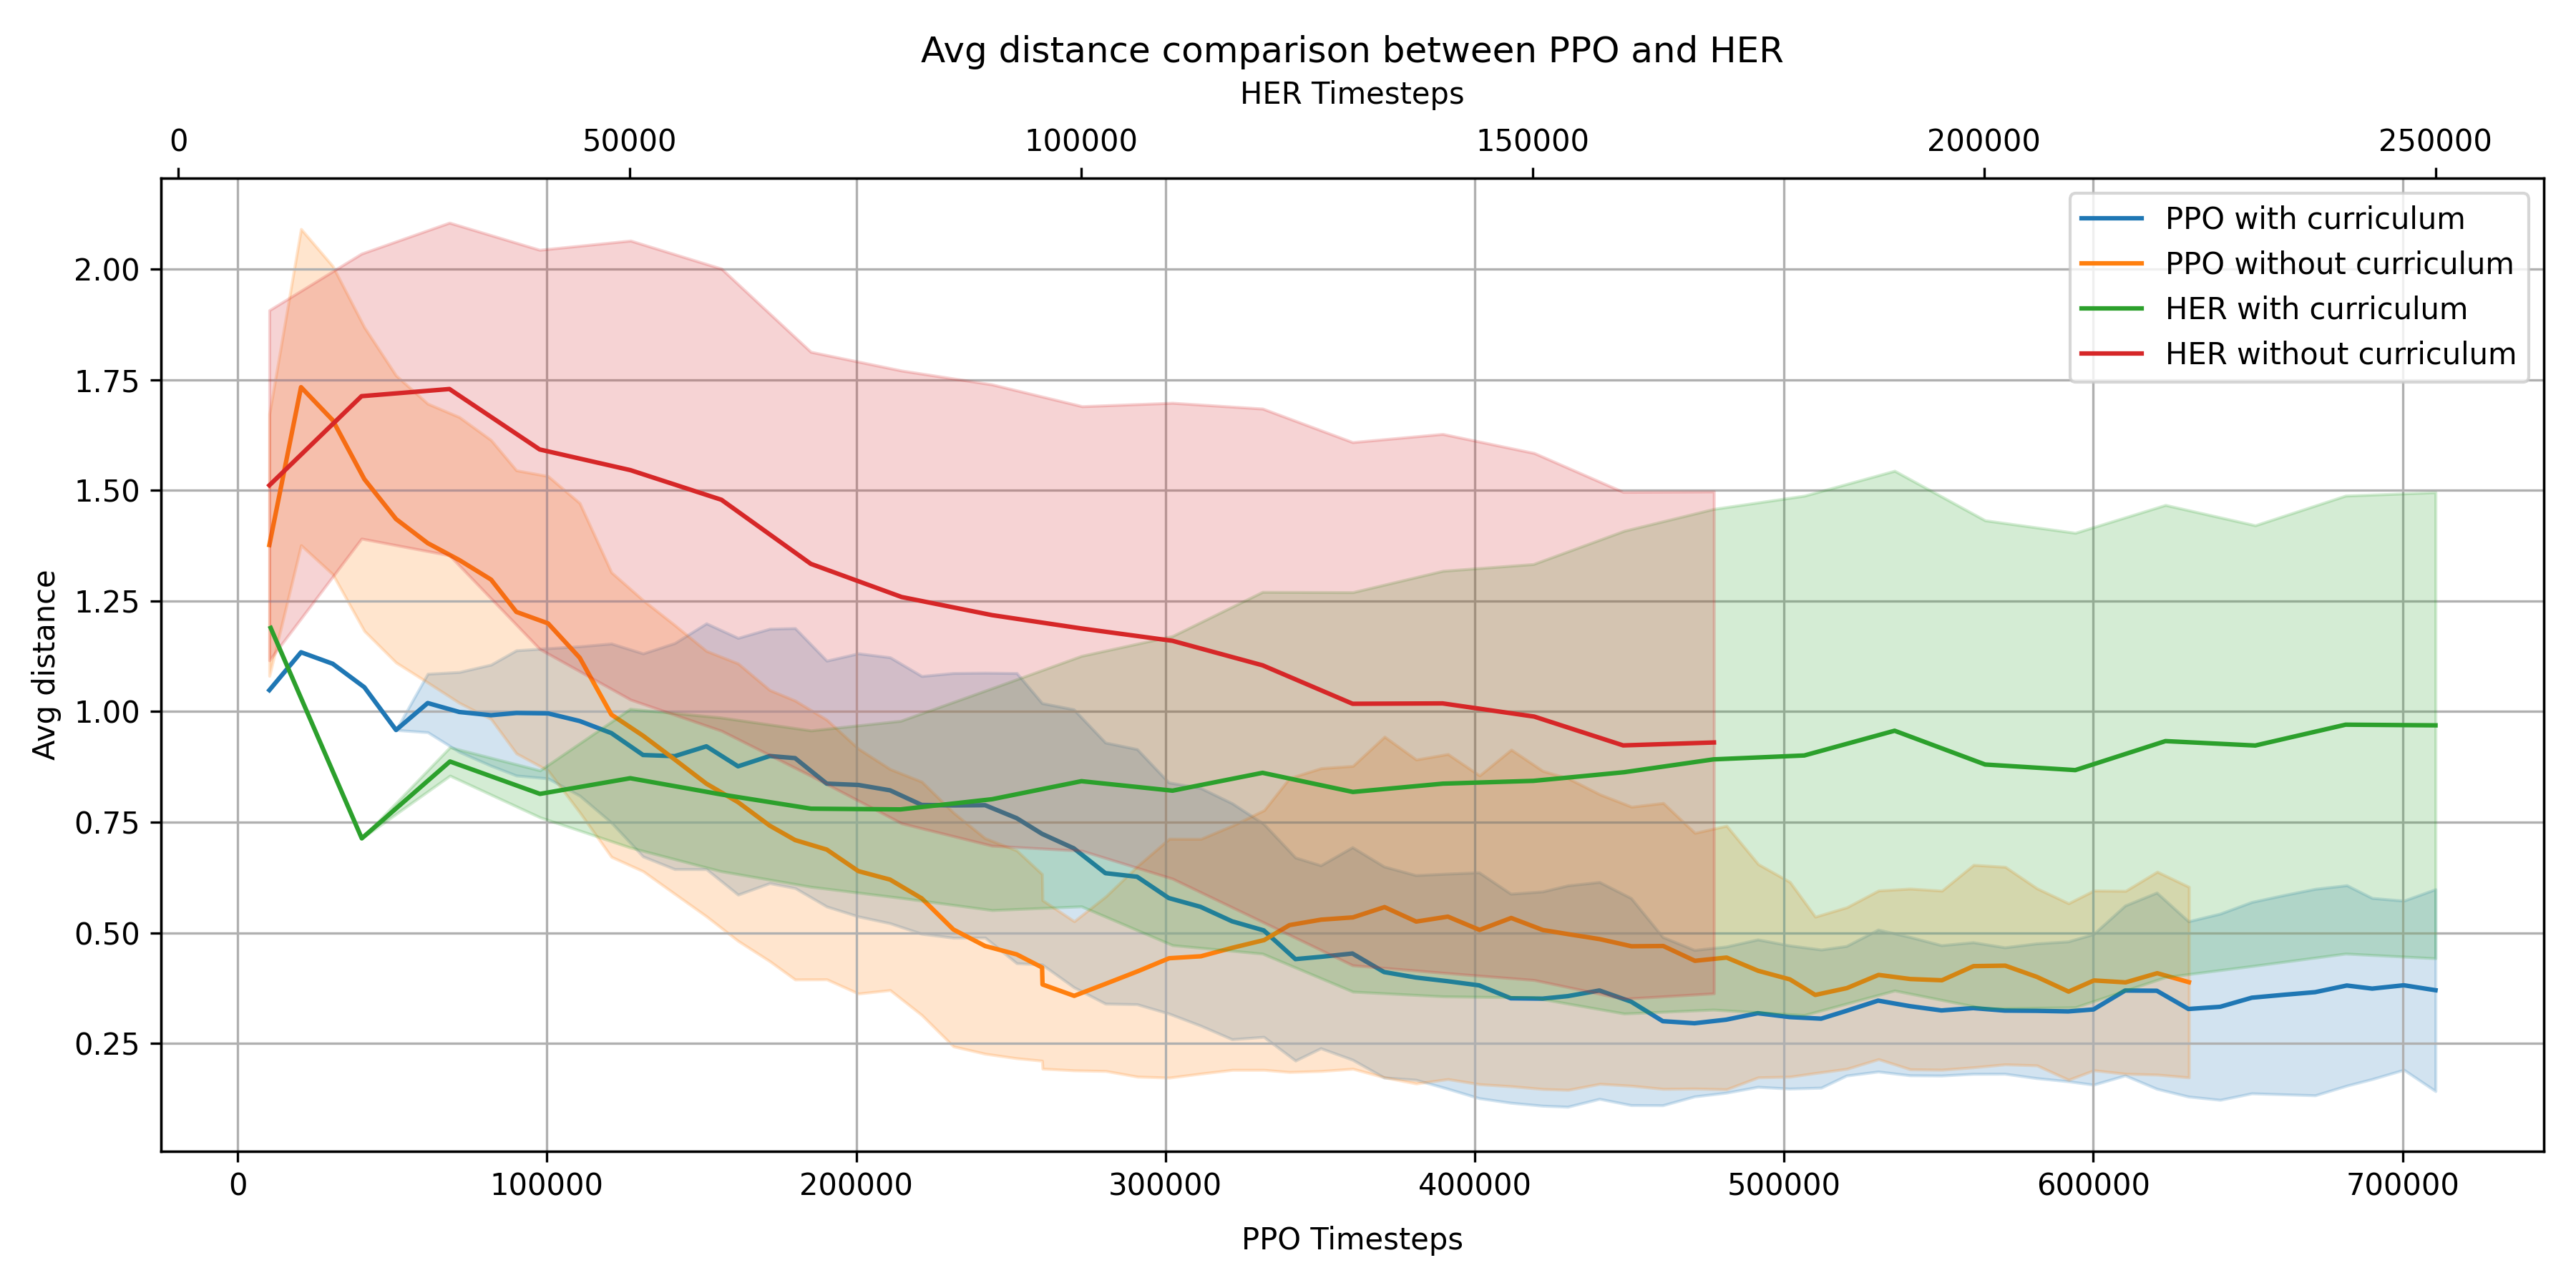 Avg distance comparison between PPO and HER
HER Timesteps
0 50000 100000 150000 200000 250000
PPO with curriculum
PPO without curriculum
HER with curriculum
HER without curriculum
2.00
1.75
1.50
1.25
1.00
0.75
0.50
0.25
Avg distance
0 100000 200000 300000 400000 500000 600000 700000
PPO Timesteps